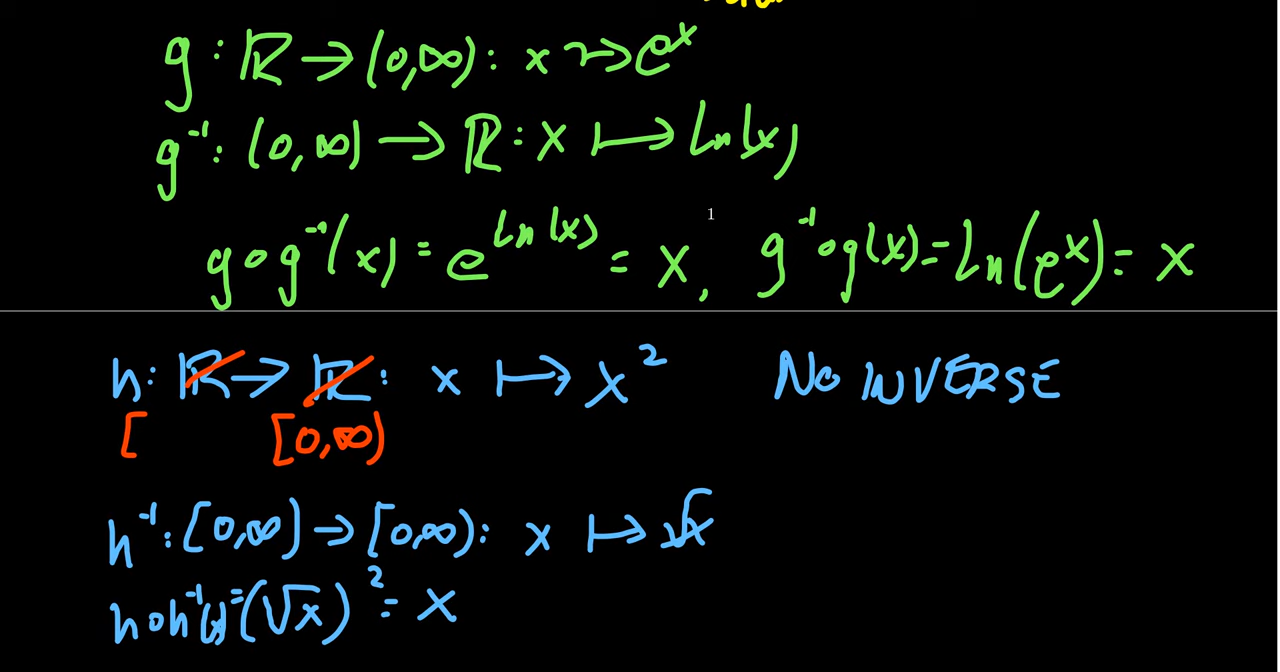 g : ℝ → (0,∞) : x ↦ e^x
g⁻¹ : (0,∞) → ℝ : x ↦ ln(x)
g∘g⁻¹(x) = e^{ln(x)} = x, g⁻¹∘g(x) = ln(e^x) = x
1
h : ℝ → ℝ : x ↦ x² NO INVERSE
[ [0,∞)
h⁻¹ : [0,∞) → [0,∞) : x ↦ √x
h∘h⁻¹(x) = (√x)² = x